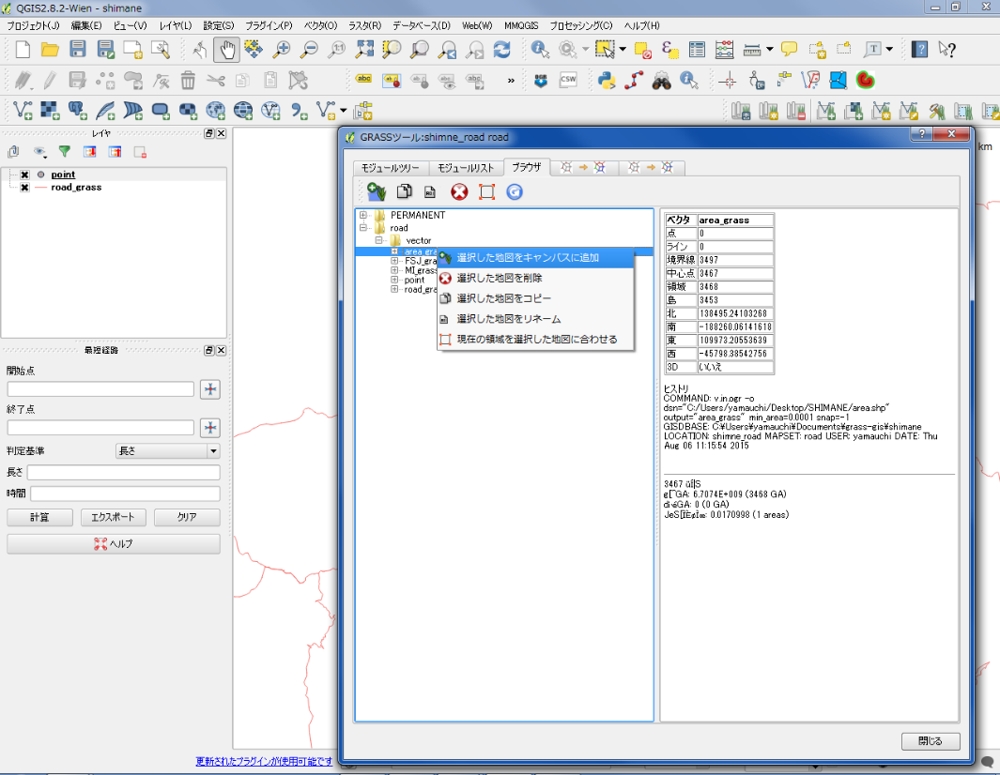 QGIS2.8.2-Wien - shimane
プロジェクト(J) 編集(E) ビュー(V) レイヤ(L) 設定(S) プラグイン(P) ベクタ(O) ラスタ(R) データベース(D) Web(W) MMQGIS プロセッシング(C) ヘルプ(H)
レイヤ
point
road_grass
最短経路
開始点
終了点
判定基準 長さ
長さ
時間
計算 エクスポート クリア
ヘルプ
更新されたプラグインが使用可能です
km
GRASSツール:shimne_road road
モジュールツリー モジュールリスト ブラウザ
PERMANENT
road
vector
area_gra
FSJ_gra
MI_grass
point
road_gra
選択した地図をキャンバスに追加
選択した地図を削除
選択した地図をコピー
選択した地図をリネーム
現在の領域を選択した地図に合わせる
ベクタ area_grass
点 0
ライン 0
境界線 3497
中心点 3467
領域 3468
島 3453
北 138495.24103268
南 -188260.06141618
東 109973.20553639
西 -45798.38542756
3D いいえ
ヒストリ
COMMAND: v.in.ogr -o
dsn="C:/Users/yamauchi/Desktop/SHIMANE/area.shp"
output="area_grass" min_area=0.0001 snap=-1
GISDBASE: C:¥Users¥yamauchi¥Documents¥grass-gis¥shimane
LOCATION: shimne_road MAPSET: road USER: yamauchi DATE: Thu
Aug 06 11:15:54 2015
3467
6.7074E+009 (3468 GA)
0 (0 GA)
0.0170998 (1 areas)
閉じる